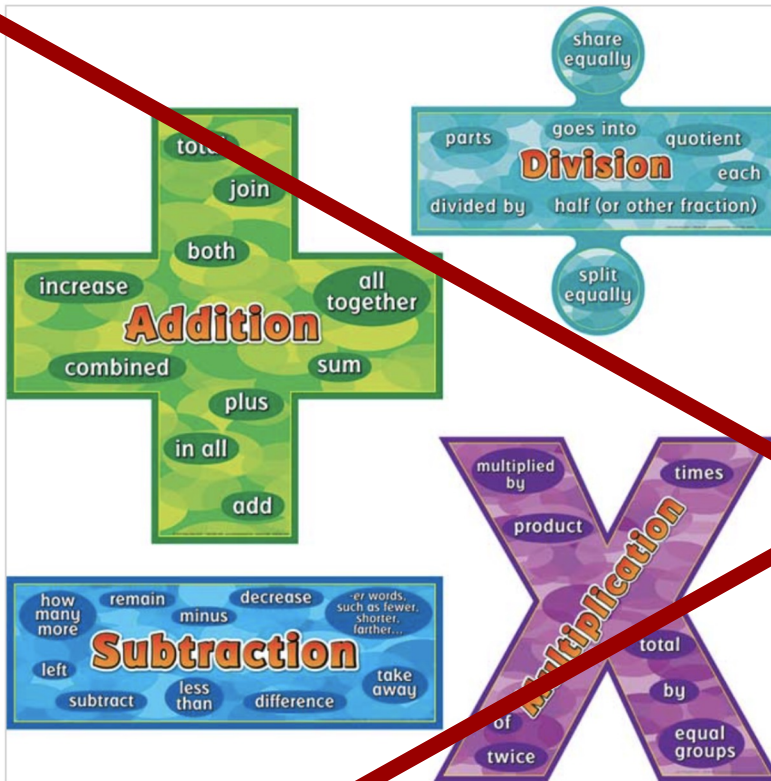 share
equally
parts
goes into
quotient
Division
each
divided by
half (or other fraction)
split
equally
total
join
both
increase
all
together
Addition
combined
sum
plus
in all
add
multiplied
by
times
product
Multiplication
total
by
of
twice
equal
groups
how
many
more
remain
minus
decrease
-er words,
such as fewer,
shorter,
farther...
Subtraction
left
subtract
less
than
difference
take
away